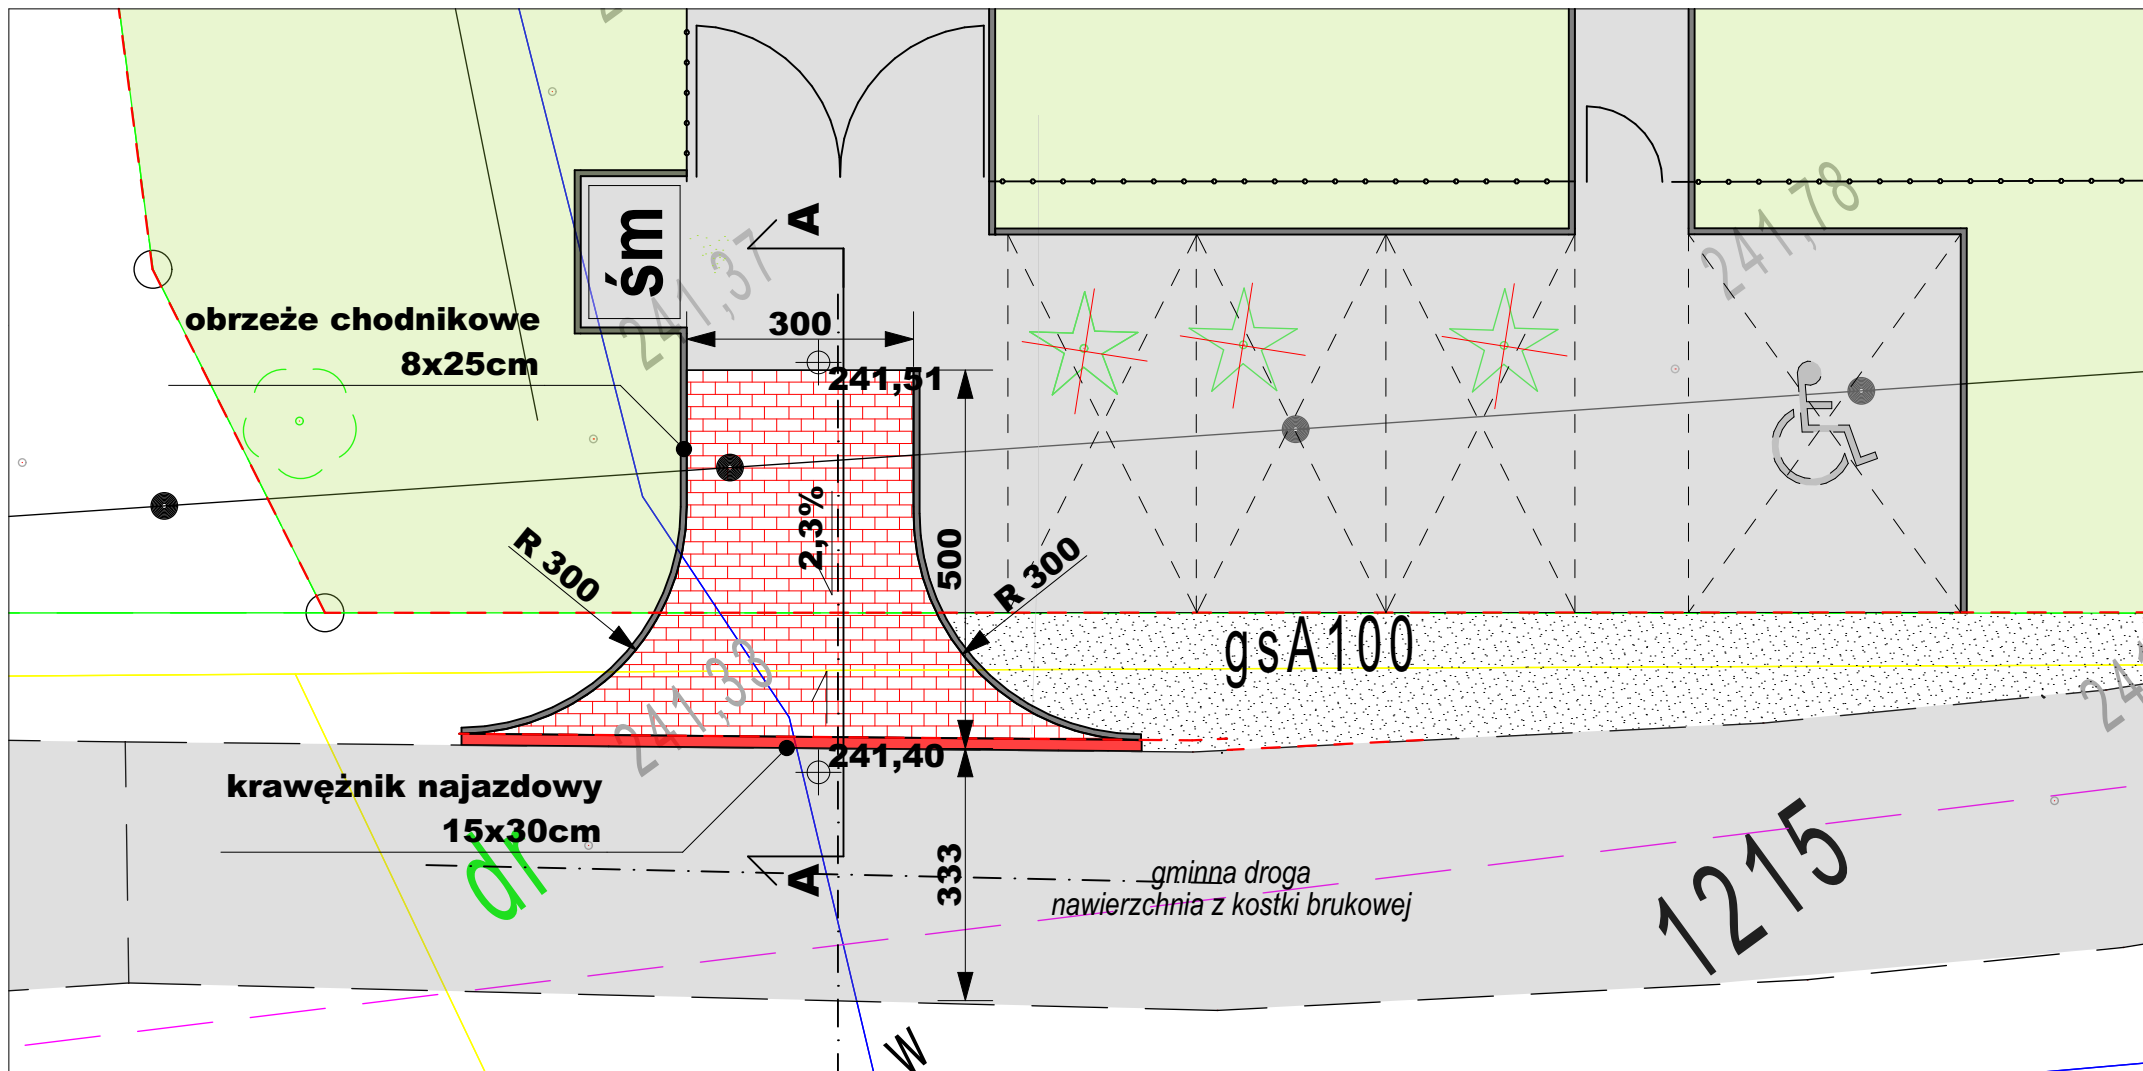 A
śm
241,37
241,78
obrzeże chodnikowe
8x25cm
300
241,51
2,3%
500
R 300
R 300
gsA100
241,33
241,40
krawężnik najazdowy
15x30cm
dr
A
333
gminna droga
nawierzchnia z kostki brukowej
1215
w